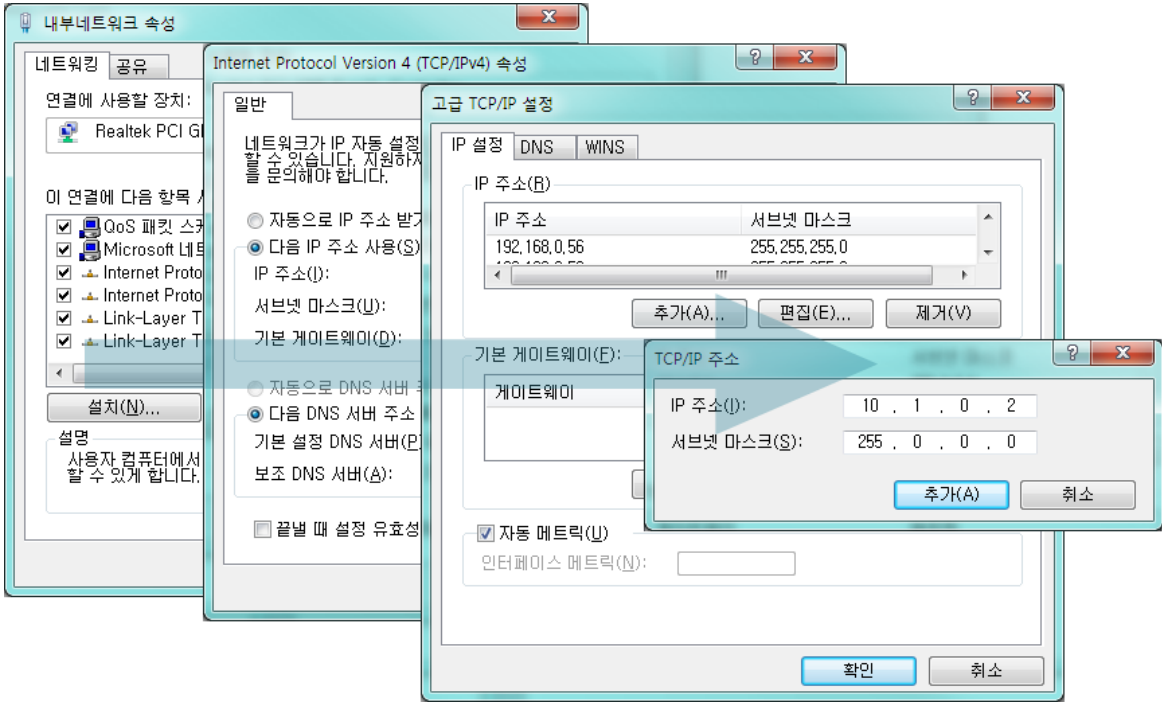 내부네트워크 속성
네트워킹
공유
연결에 사용할 장치:
Realtek PCI
이 연결에 다음 항목
QoS 패킷
Microsoft
Internet Proto
Internet Proto
Link-Layer T
Link-Layer T
설치(N)...
설명
사용자 컴퓨터에서
할 수 있게 합니다.
Internet Protocol Version 4 (TCP/IPv4) 속성
일반
네트워크가 IP 자동 설정
할 수 있습니다. 지원하지
을 문의해야 합니다.
자동으로 IP 주소
다음 IP 주소 사용(S)
IP 주소(I):
서브넷 마스크(U):
기본 게이트웨이(D):
자동으로 DNS 서버
다음 DNS 서버 주소
기본 설정 DNS 서버(P)
보조 DNS 서버(A):
끝낼 때 설정 유효성
고급 TCP/IP 설정
IP 설정
DNS
WINS
IP 주소(R)
IP 주소 서브넷 마스크
192,168,0,56 255,255,255,0
추가(A)... 편집(E)... 제거(V)
기본 게이트웨이(F):
게이트웨이
자동 메트릭(U)
인터페이스 메트릭(N):
확인 취소
TCP/IP 주소
IP 주소(I): 10 . 1 . 0 . 2
서브넷 마스크(S): 255 . 0 . 0 . 0
추가(A) 취소